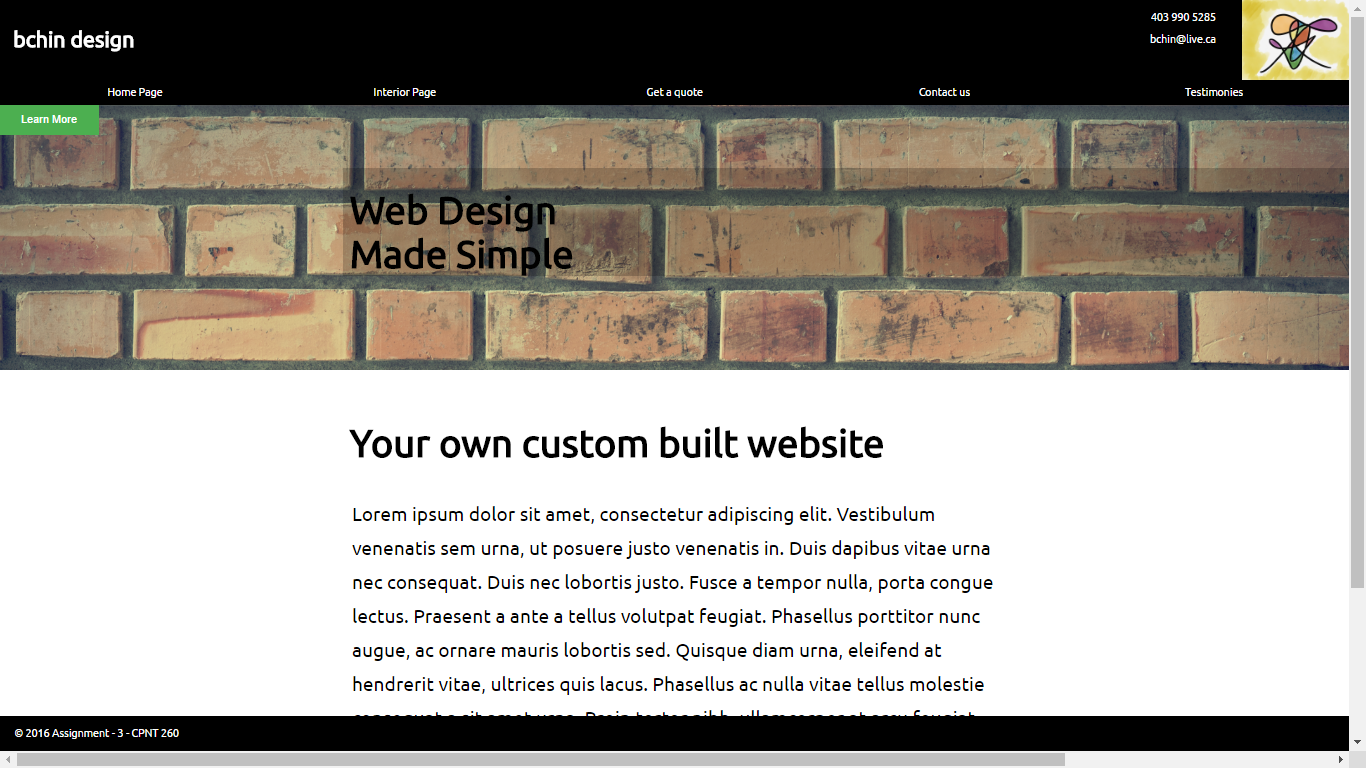 bchin design
403 990 5285
bchin@live.ca
Home Page
Interior Page
Get a quote
Contact us
Testimonies
Learn More
Web Design
Made Simple
Your own custom built website
Lorem ipsum dolor sit amet, consectetur adipiscing elit. Vestibulum
venenatis sem urna, ut posuere justo venenatis in. Duis dapibus vitae urna
nec consequat. Duis nec lobortis justo. Fusce a tempor nulla, porta congue
lectus. Praesent a ante a tellus volutpat feugiat. Phasellus porttitor nunc
augue, ac ornare mauris lobortis sed. Quisque diam urna, eleifend at
hendrerit vitae, ultrices quis lacus. Phasellus ac nulla vitae tellus molestie
© 2016 Assignment - 3 - CPNT 260